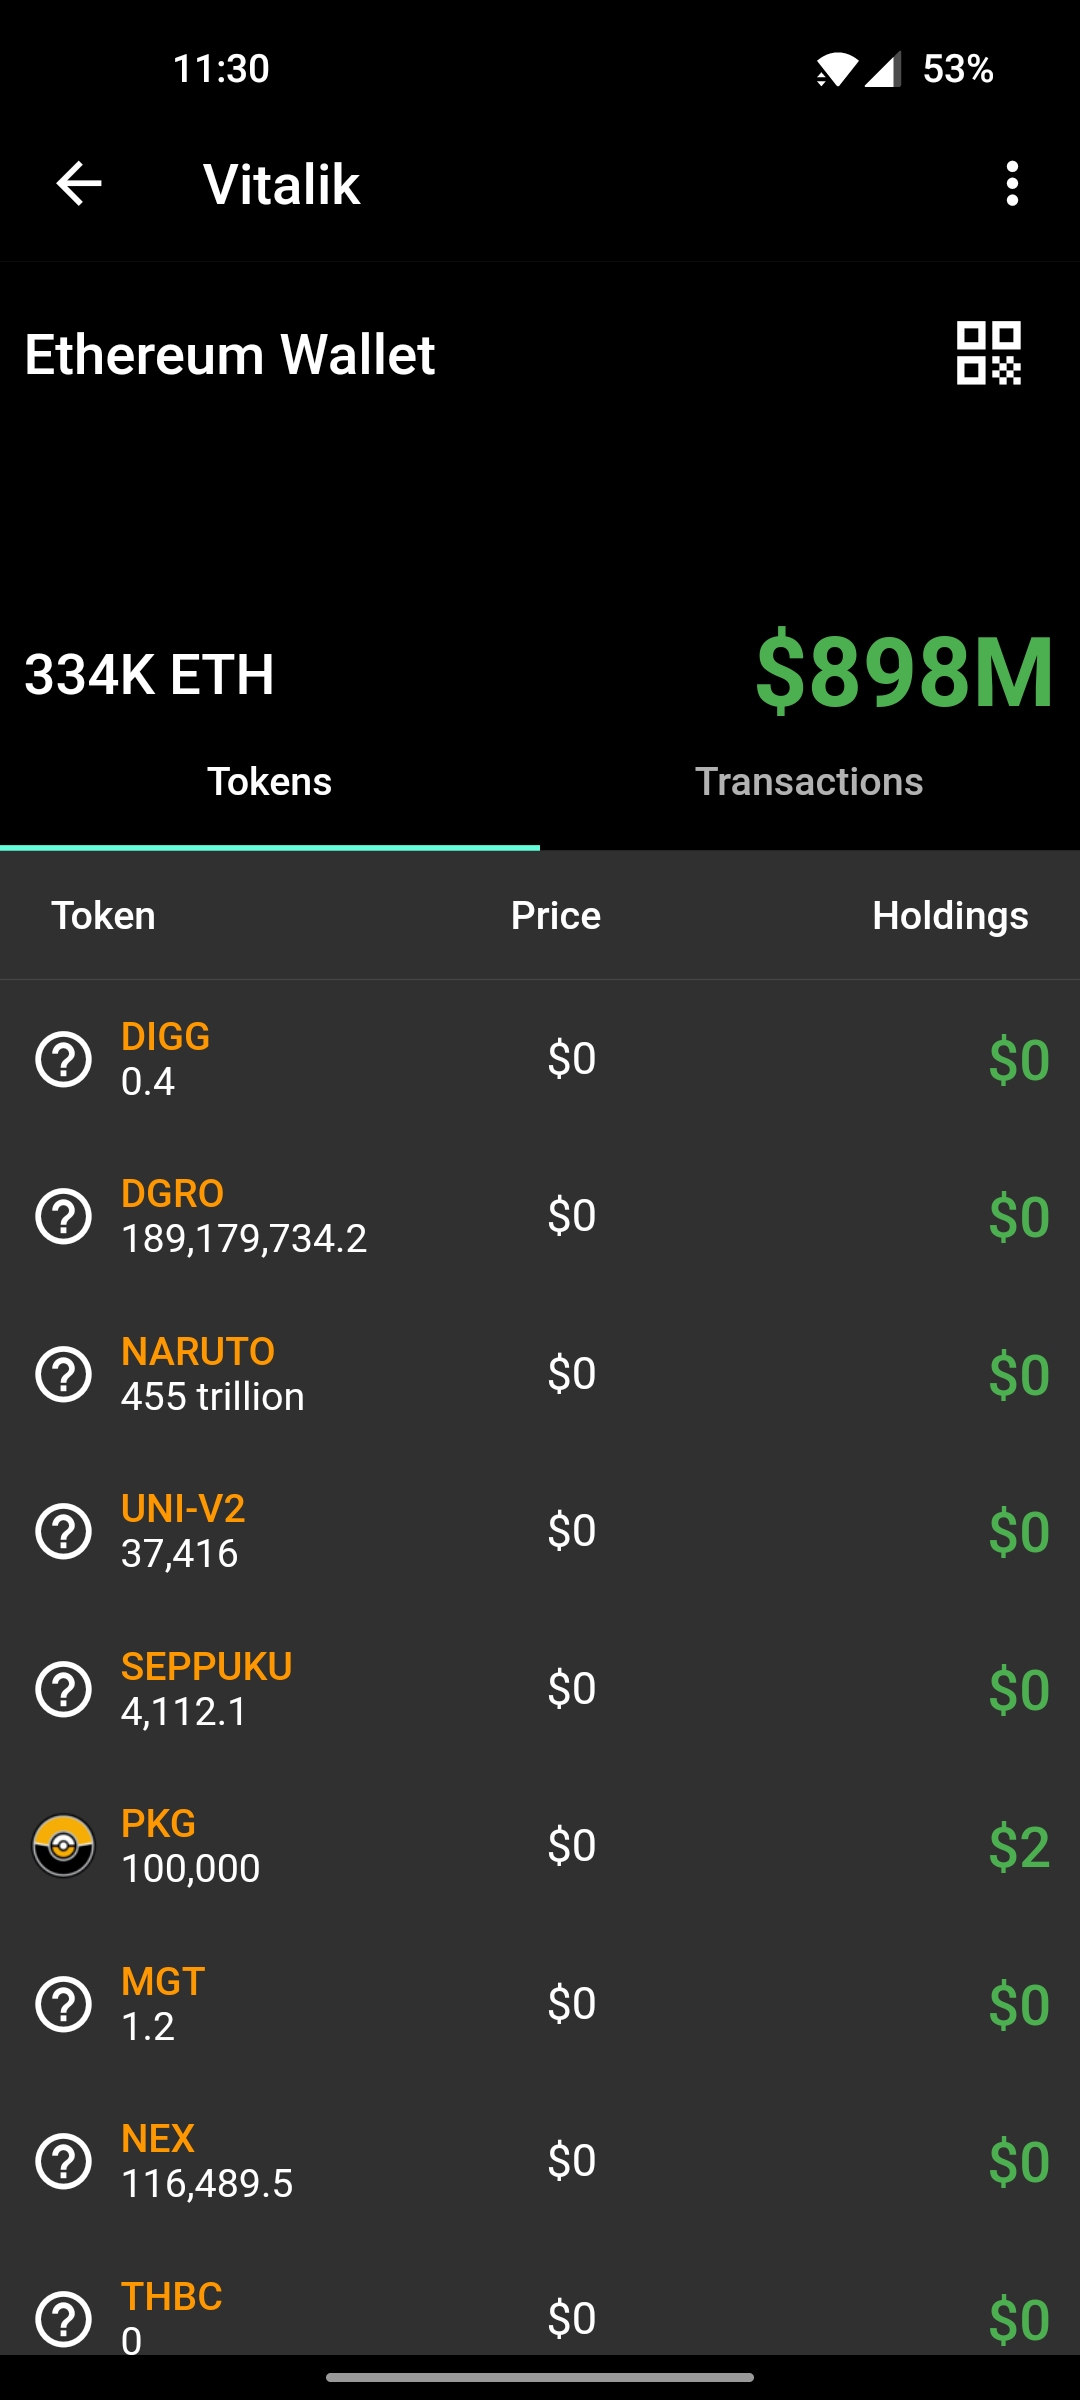 11:30 53%
Vitalik
Ethereum Wallet
334K ETH $898M
Tokens Transactions
Token Price Holdings
DIGG
0.4 $0 $0
DGRO
189,179,734.2 $0 $0
NARUTO
455 trillion $0 $0
UNI-V2
37,416 $0 $0
SEPPUKU
4,112.1 $0 $0
PKG
100,000 $0 $2
MGT
1.2 $0 $0
NEX
116,489.5 $0 $0
THBC
0 $0 $0